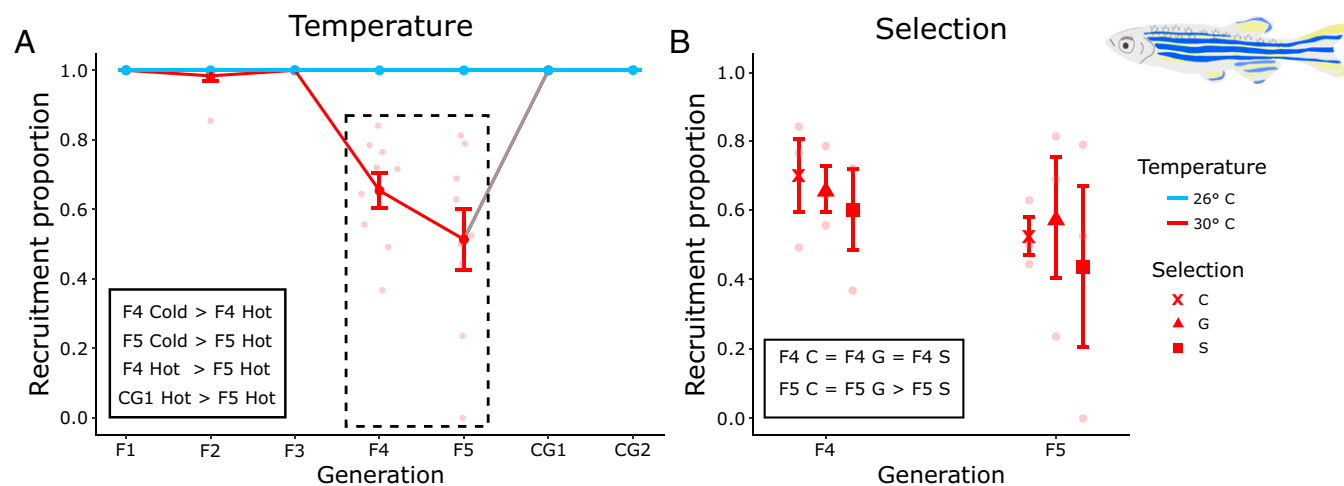 A
Temperature
Recruitment proportion
1.0
0.8
0.6
0.4
0.2
0.0
F4 Cold > F4 Hot
F5 Cold > F5 Hot
F4 Hot > F5 Hot
CG1 Hot > F5 Hot
F1 F2 F3 F4 F5 CG1 CG2
Generation
B
Selection
Recruitment proportion
1.0
0.8
0.6
0.4
0.2
0.0
F4 C = F4 G = F4 S
F5 C = F5 G > F5 S
F4 F5
Generation
Temperature
26° C
30° C
Selection
C
G
S